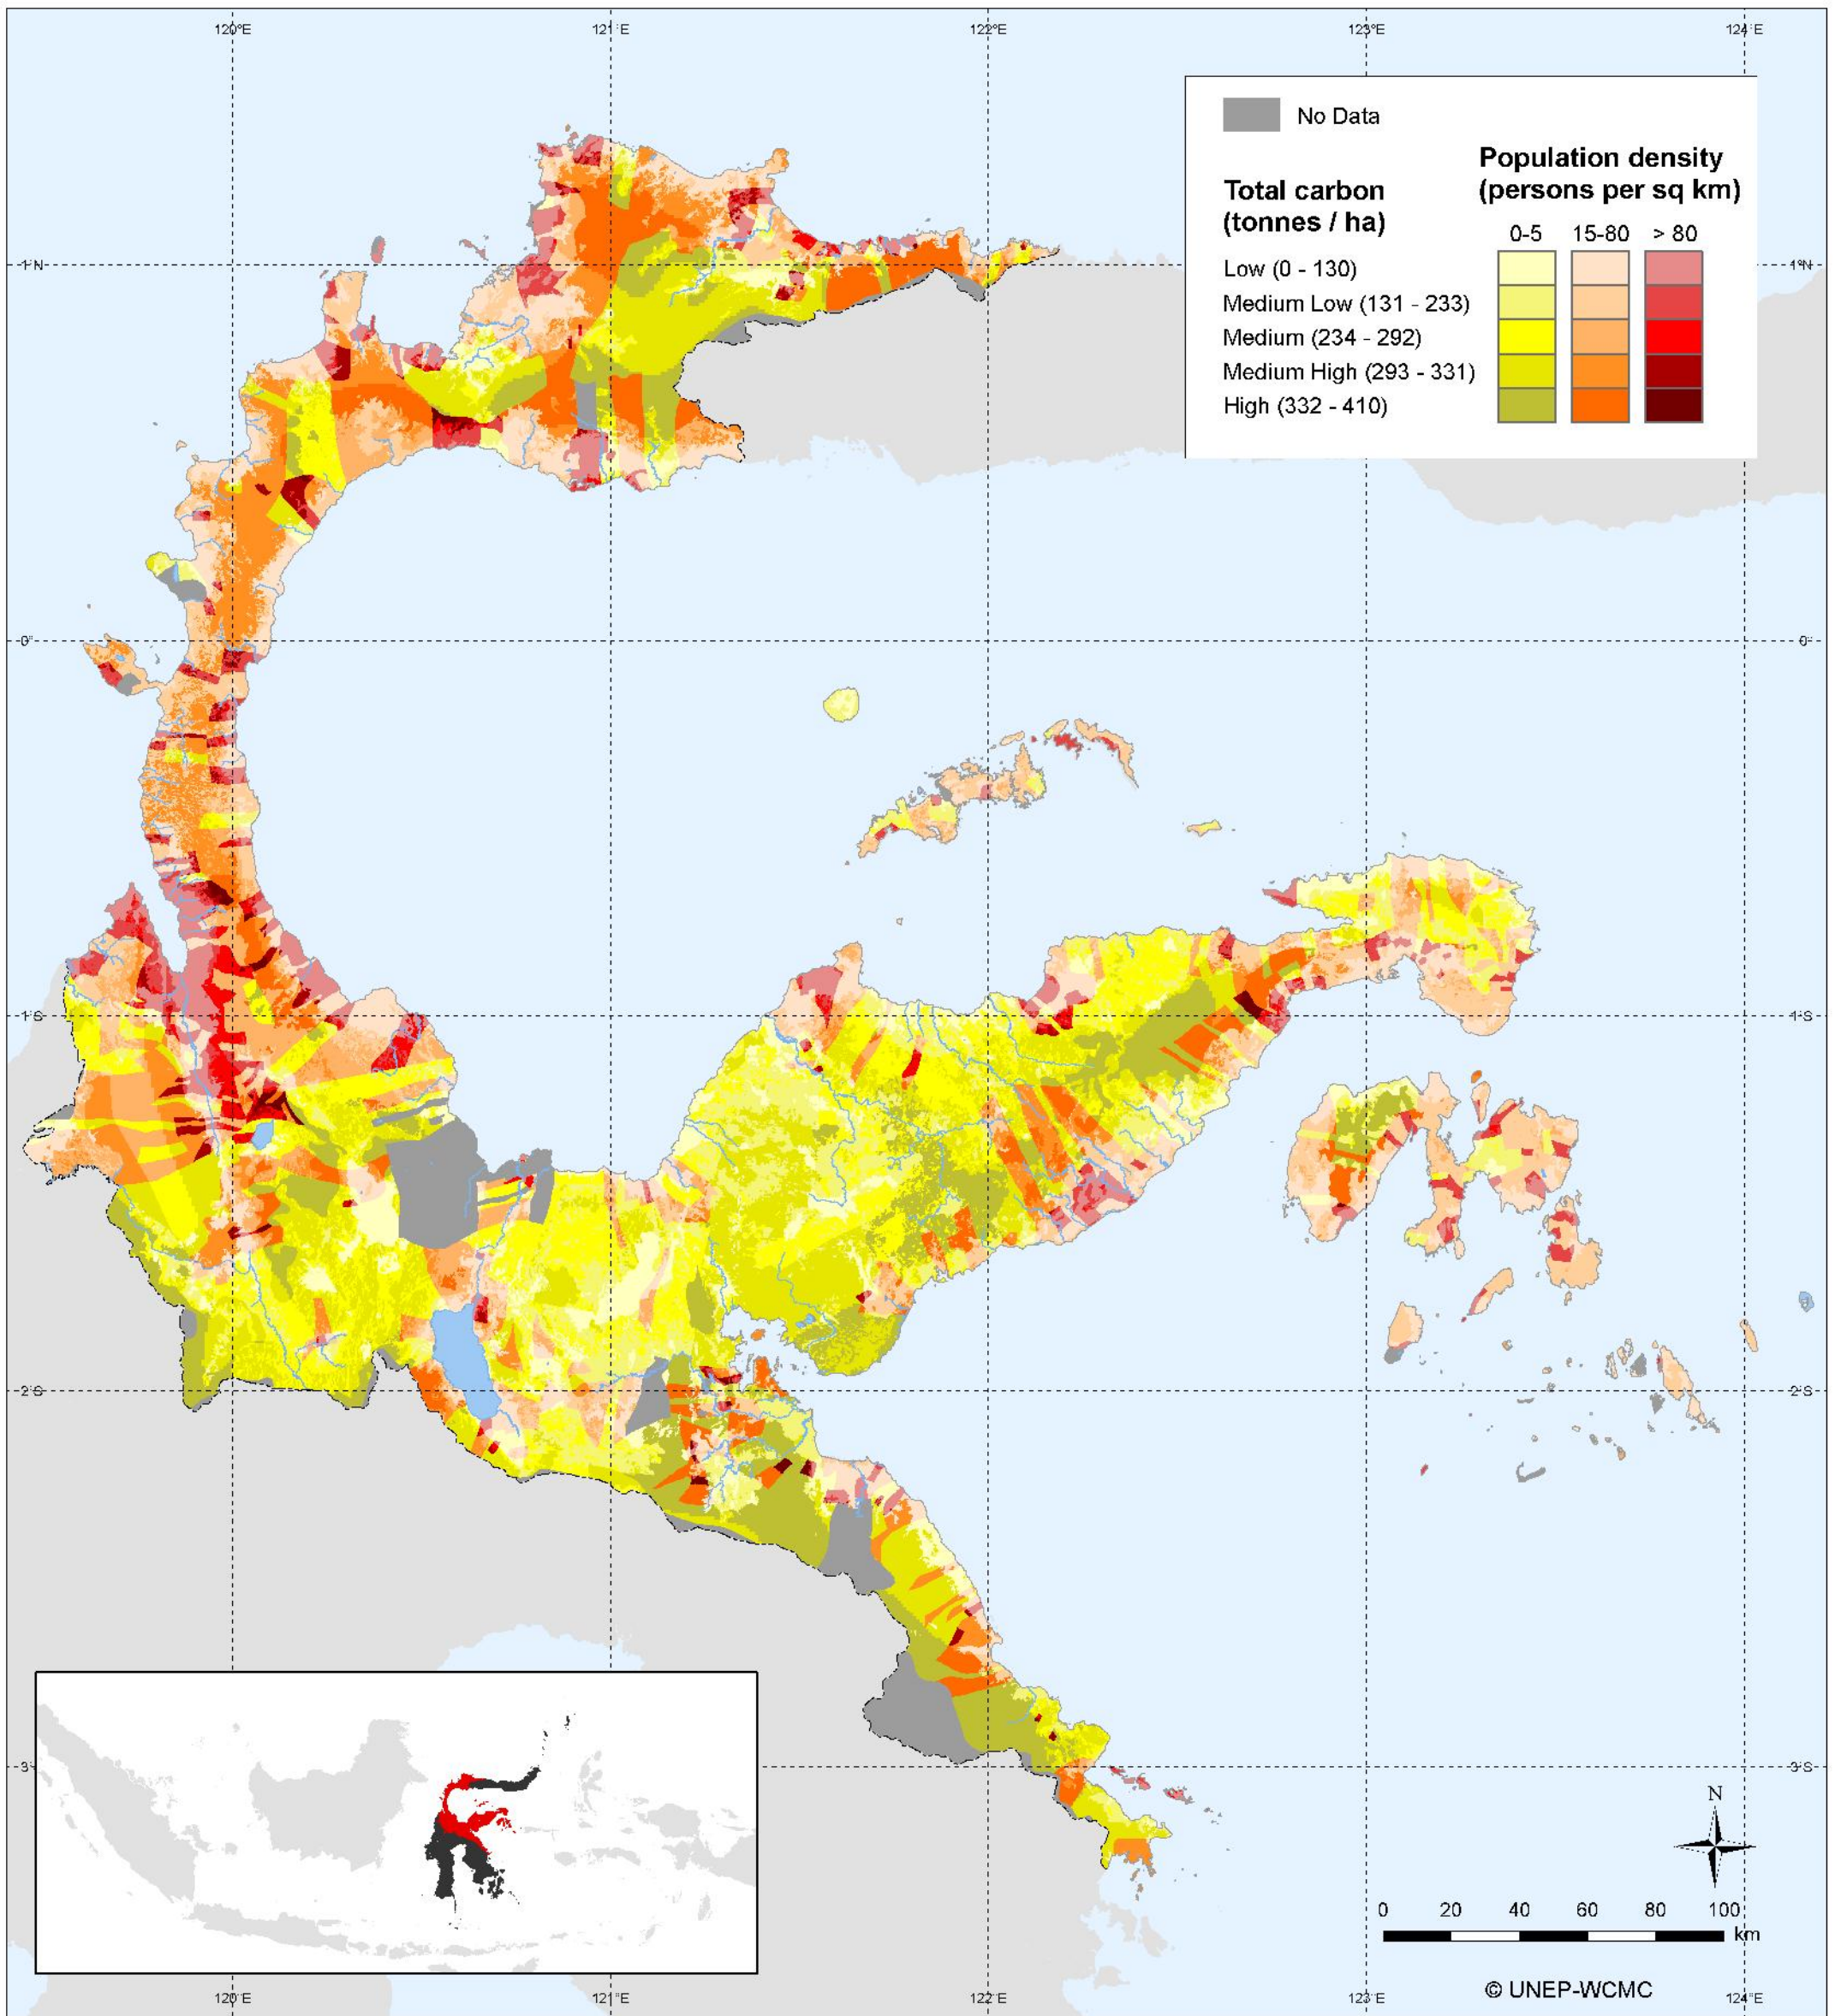 120°E 121°E 122°E 123°E 124°E
No Data
Population density
(persons per sq km)
Total carbon
(tonnes / ha)
0-5 15-80 > 80
Low (0 - 130)
Medium Low (131 - 233)
Medium (234 - 292)
Medium High (293 - 331)
High (332 - 410)
1°N 1°N
0° 0°
1°S 1°S
2°S 2°S
3°S 3°S
N
0 20 40 60 80 100
km
© UNEP-WCMC
120°E 121°E 122°E 123°E 124°E